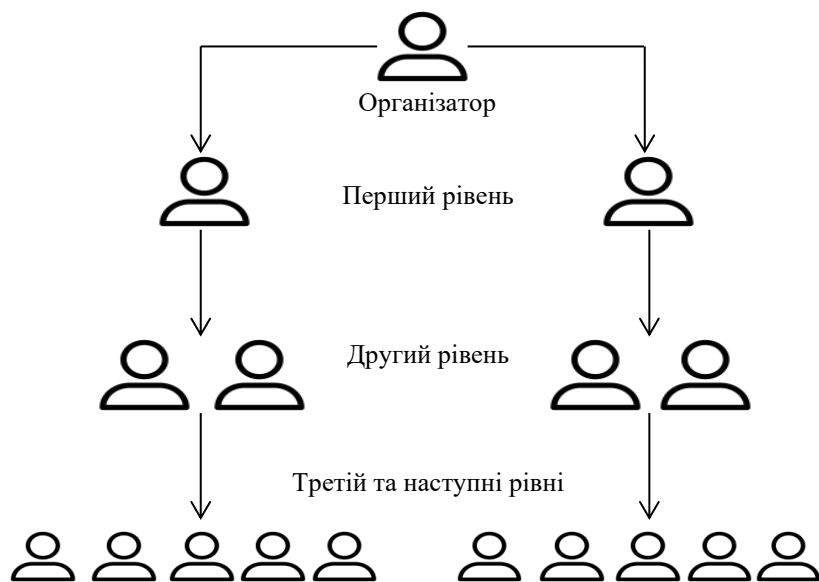 Організатор
Перший рівень
Другий рівень
Третій та наступні рівні